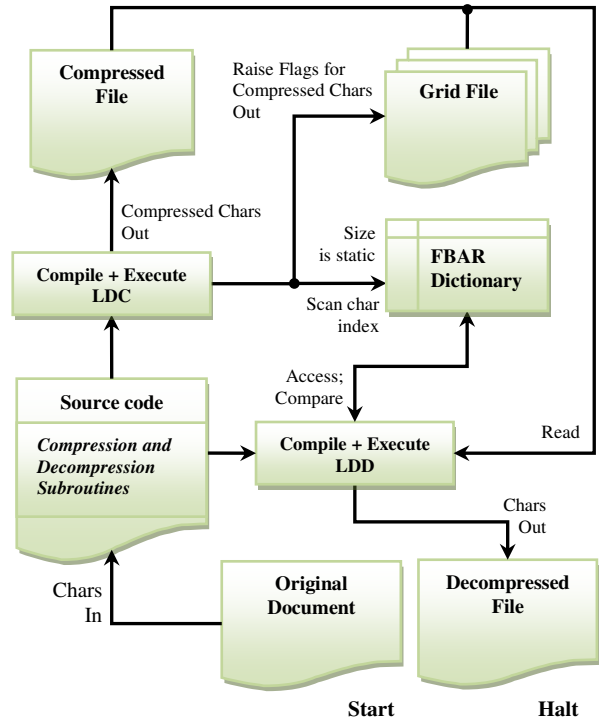 Compressed
File
Raise Flags for
Compressed Chars
Out
Grid File
Compressed Chars
Out
Size
is static
FBAR
Dictionary
Compile + Execute
LDC
Scan char
index
Access;
Compare
Source code
Compression and
Decompression
Subroutines
Compile + Execute
LDD
Read
Chars
Out
Chars
In
Original
Document
Decompressed
File
Start
Halt